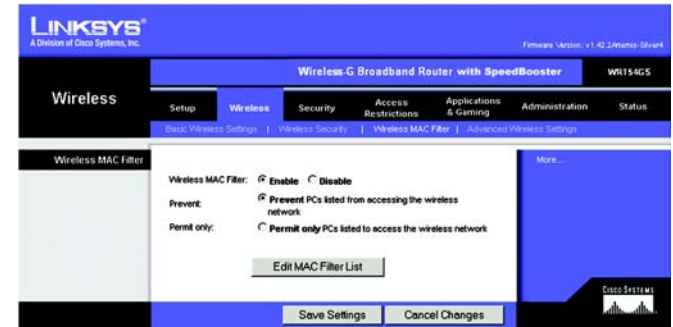 LINKSYS®
A Division of Cisco Systems, Inc.
Firmware Version: v1.42.2
Wireless-G Broadband Router with SpeedBooster WRT54GS
Wireless
Setup Wireless Security Access Restrictions Applications & Gaming Administration Status
Basic Wireless Settings | Wireless Security | Wireless MAC Filter | Advanced Wireless Settings
Wireless MAC Filter
More...
Wireless MAC Filter: Enable Disable
Prevent: Prevent PCs listed from accessing the wireless
network
Permit only: Permit only PCs listed to access the wireless network
Edit MAC Filter List
CISCO SYSTEMS
Save Settings Cancel Changes